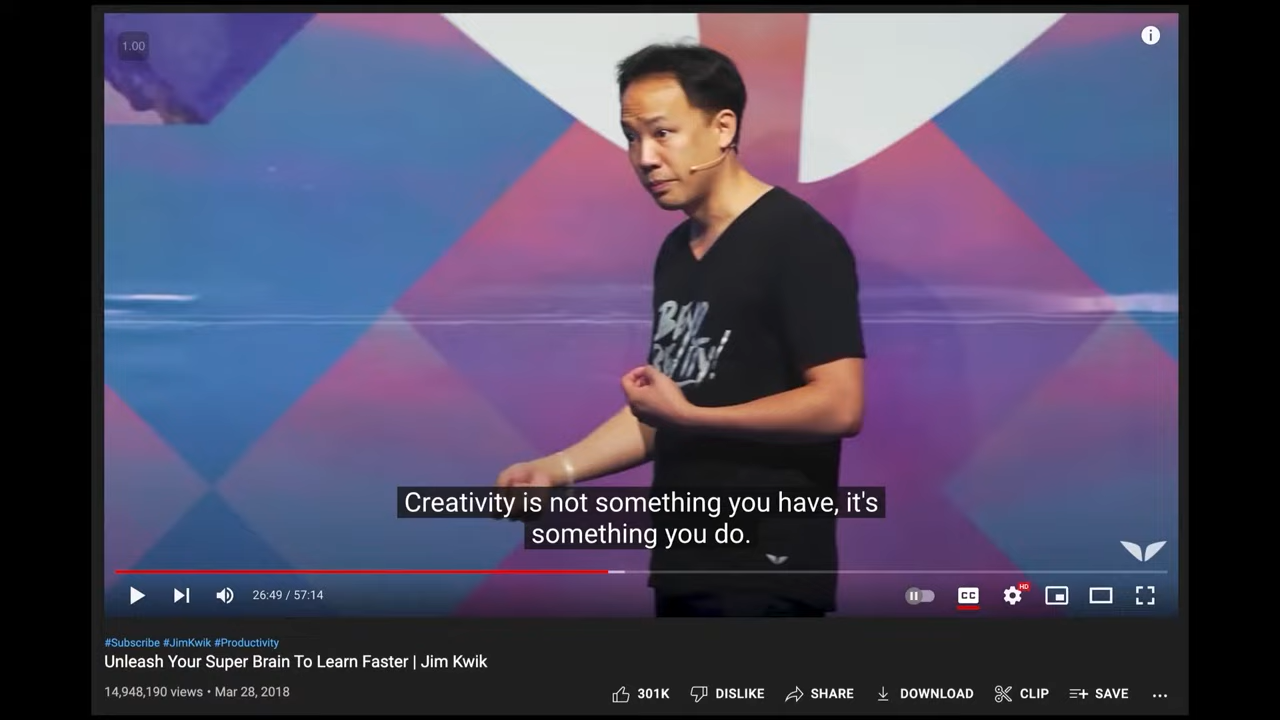 1.00
Creativity is not something you have, it's
something you do.
26:49 / 57:14
CC
HD
#Subscribe #JimKwik #Productivity
Unleash Your Super Brain To Learn Faster | Jim Kwik
14,948,190 views • Mar 28, 2018
301K DISLIKE SHARE DOWNLOAD CLIP SAVE